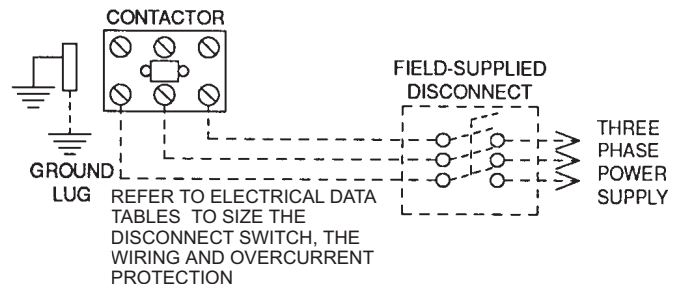 CONTACTOR
FIELD-SUPPLIED
DISCONNECT
THREE
PHASE
POWER
SUPPLY
GROUND
LUG
REFER TO ELECTRICAL DATA
TABLES TO SIZE THE
DISCONNECT SWITCH, THE
WIRING AND OVERCURRENT
PROTECTION